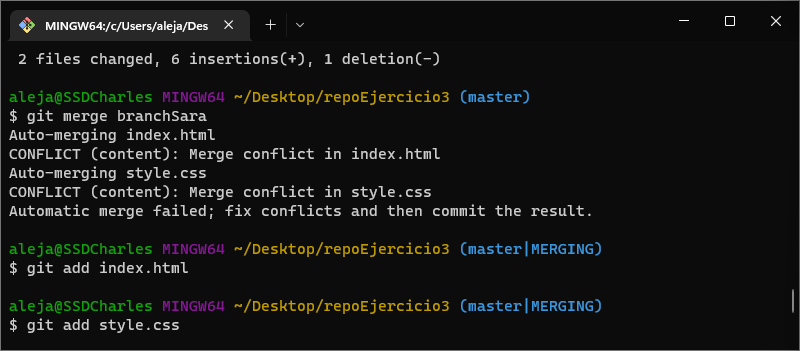 MINGW64:/c/Users/aleja/Des
2 files changed, 6 insertions(+), 1 deletion(-)
aleja@SSDCharles MINGW64 ~/Desktop/repoEjercicio3 (master)
$ git merge branchSara
Auto-merging index.html
CONFLICT (content): Merge conflict in index.html
Auto-merging style.css
CONFLICT (content): Merge conflict in style.css
Automatic merge failed; fix conflicts and then commit the result.
aleja@SSDCharles MINGW64 ~/Desktop/repoEjercicio3 (master|MERGING)
$ git add index.html
aleja@SSDCharles MINGW64 ~/Desktop/repoEjercicio3 (master|MERGING)
$ git add style.css